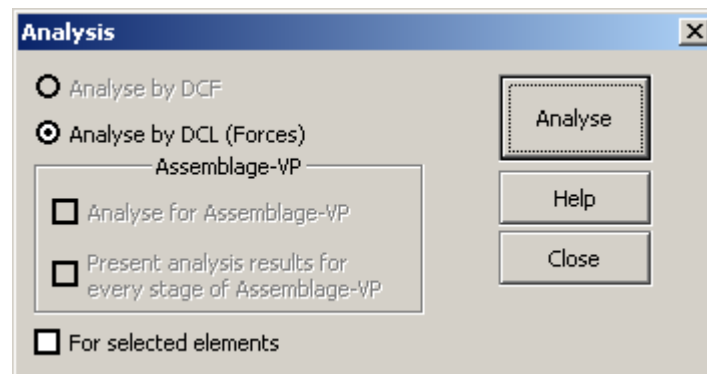 Analysis
Analyse by DCF
Analyse by DCL (Forces)
Assemblage-VP
Analyse for Assemblage-VP
Present analysis results for
every stage of Assemblage-VP
For selected elements
Analyse
Help
Close